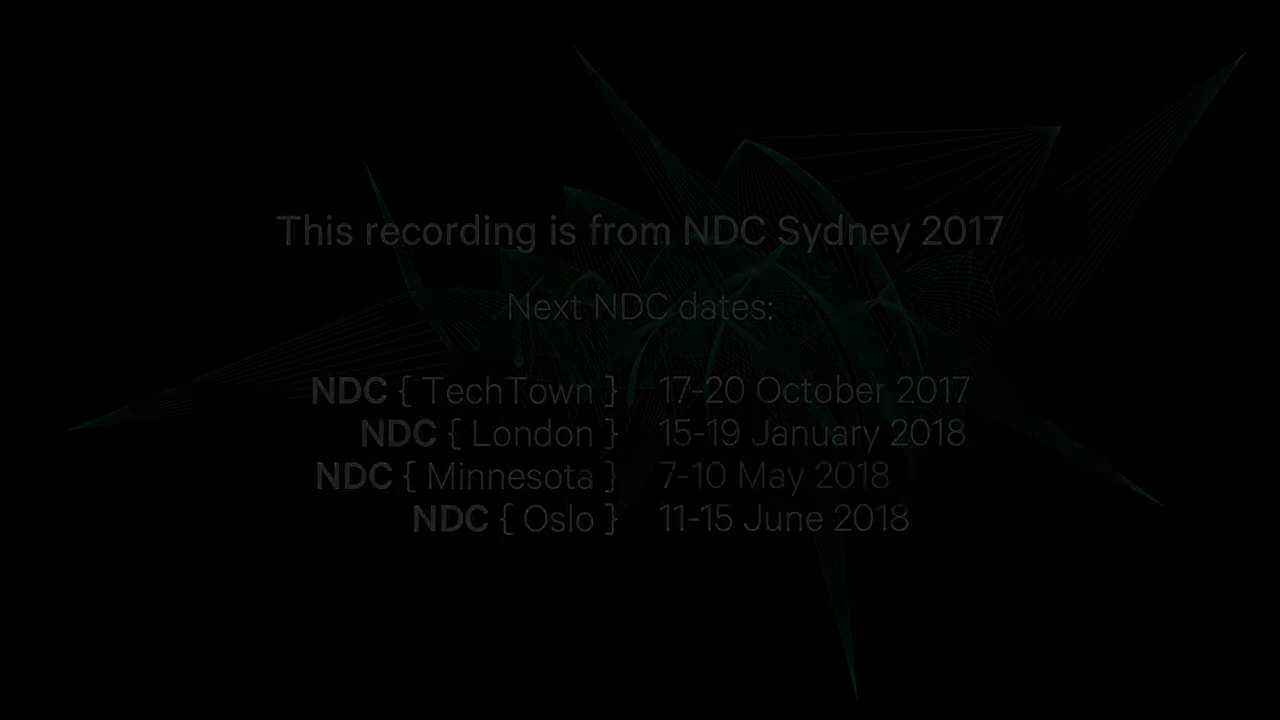 This recording is from NDC Sydney 2017
Next NDC dates:
NDC { TechTown } 17-20 October 2017
NDC { London } 15-19 January 2018
NDC { Minnesota } 7-10 May 2018
NDC { Oslo } 11-15 June 2018